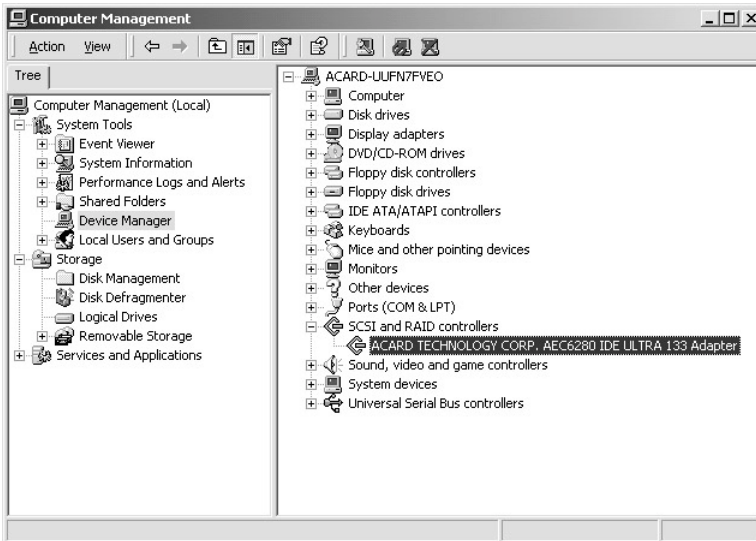 Computer Management
Action View
Tree
Computer Management (Local)
System Tools
Event Viewer
System Information
Performance Logs and Alerts
Shared Folders
Device Manager
Local Users and Groups
Storage
Disk Management
Disk Defragmenter
Logical Drives
Removable Storage
Services and Applications
ACARD-UUFN7FVEO
Computer
Disk drives
Display adapters
DVD/CD-ROM drives
Floppy disk controllers
Floppy disk drives
IDE ATA/ATAPI controllers
Keyboards
Mice and other pointing devices
Monitors
Other devices
Ports (COM & LPT)
SCSI and RAID controllers
ACARD TECHNOLOGY CORP. AEC6280 IDE ULTRA 133 Adapter
Sound, video and game controllers
System devices
Universal Serial Bus controllers